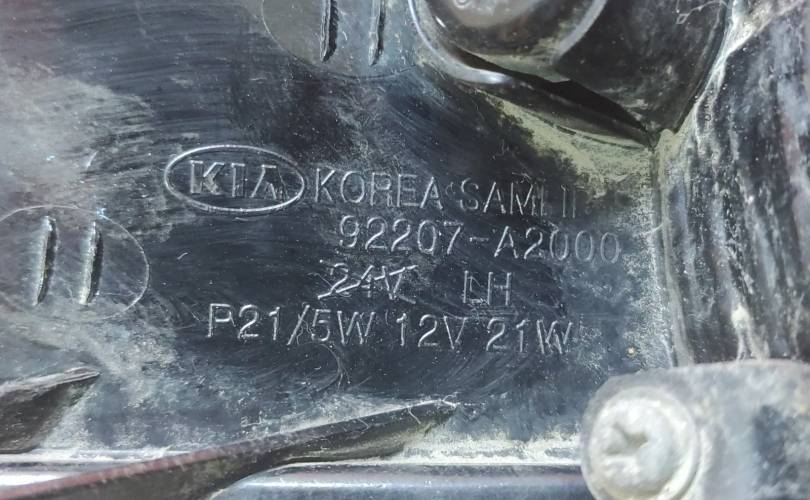 KIA KOREA SAMLIP
92207-A2000
24V LH
P21/5W 12V 21W